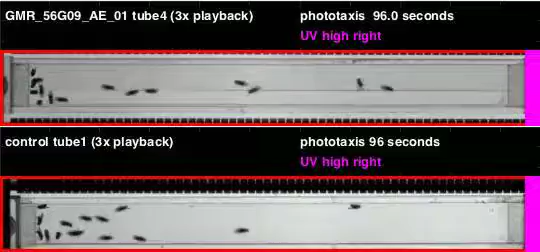 GMR_56G09_AE_01 tube4 (3x playback) phototaxis 96.0 seconds
UV high right
control tube1 (3x playback) phototaxis 96 seconds
UV high right